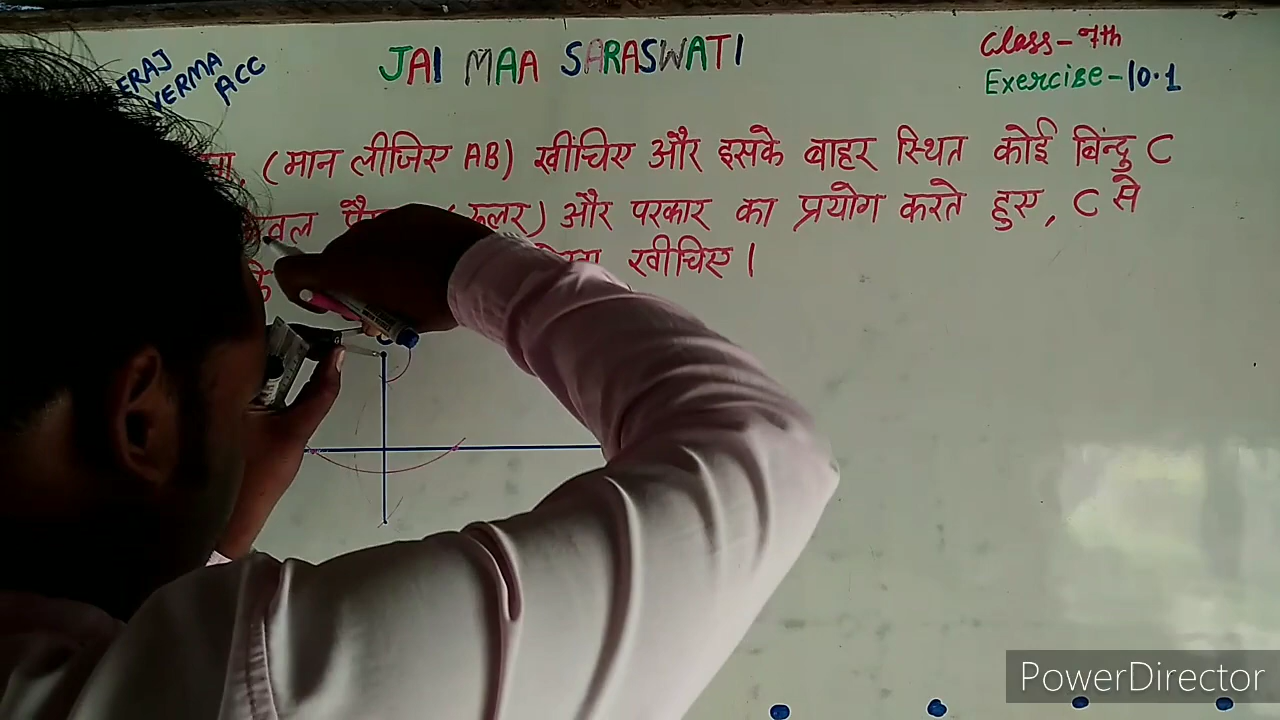 JAI MAA SARASWATI
Class-7th
Exercise-10.1
VERMA
ACC
(मान लीजिए AB) खींचिए और इसके बाहर स्थित कोई बिंन्दु C
और परकार का प्रयोग करते हुए, C से
खीचिए।
PowerDirector